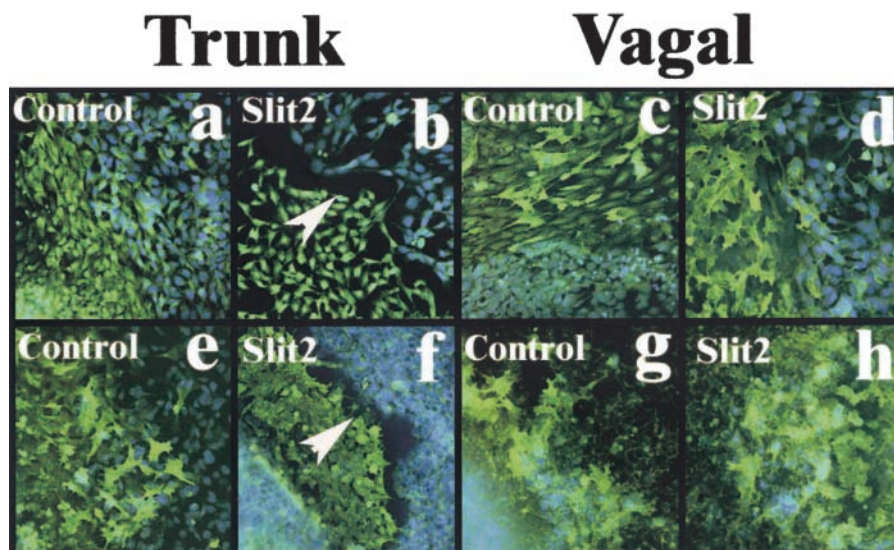 Trunk Vagal
Control a Slit2 b Control c Slit2 d
Control e Slit2 f Control g Slit2 h